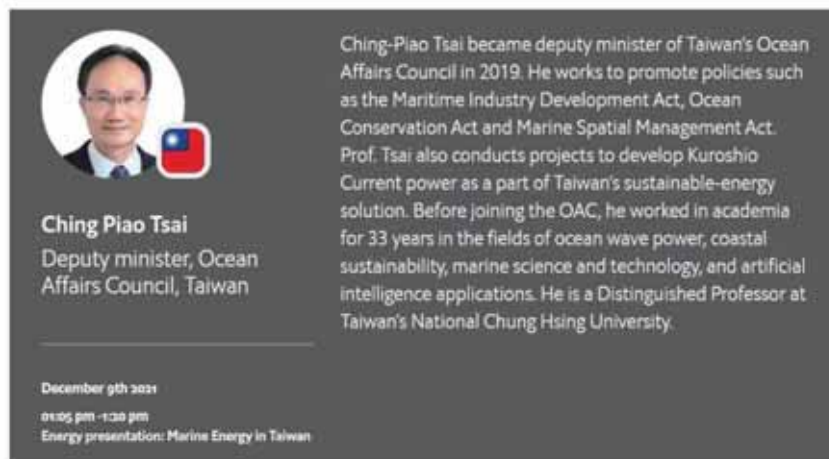 Ching Piao Tsai
Deputy minister, Ocean
Affairs Council, Taiwan
December 9th 2021
01:05 pm -1:20 pm
Energy presentation: Marine Energy in Taiwan
Ching-Piao Tsai became deputy minister of Taiwan's Ocean
Affairs Council in 2019. He works to promote policies such
as the Maritime Industry Development Act, Ocean
Conservation Act and Marine Spatial Management Act.
Prof. Tsai also conducts projects to develop Kuroshio
Current power as a part of Taiwan's sustainable-energy
solution. Before joining the OAC, he worked in academia
for 33 years in the fields of ocean wave power, coastal
sustainability, marine science and technology, and artificial
intelligence applications. He is a Distinguished Professor at
Taiwan's National Chung Hsing University.